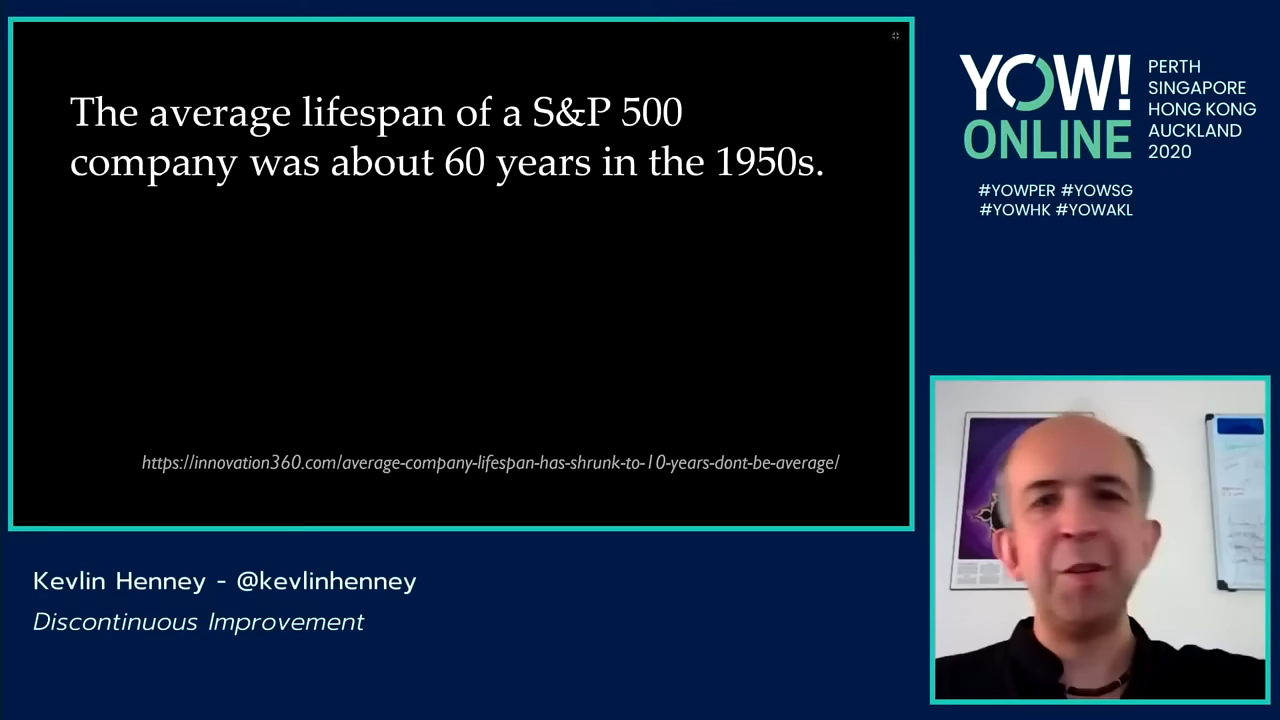 The average lifespan of a S&P 500
company was about 60 years in the 1950s.
https://innovation360.com/average-company-lifespan-has-shrunk-to-10-years-dont-be-average/
YOW!
ONLINE
PERTH
SINGAPORE
HONG KONG
AUCKLAND
2020
#YOWPER #YOWSG
#YOWHK #YOWAKL
Kevlin Henney - @kevlinhenney
Discontinuous Improvement